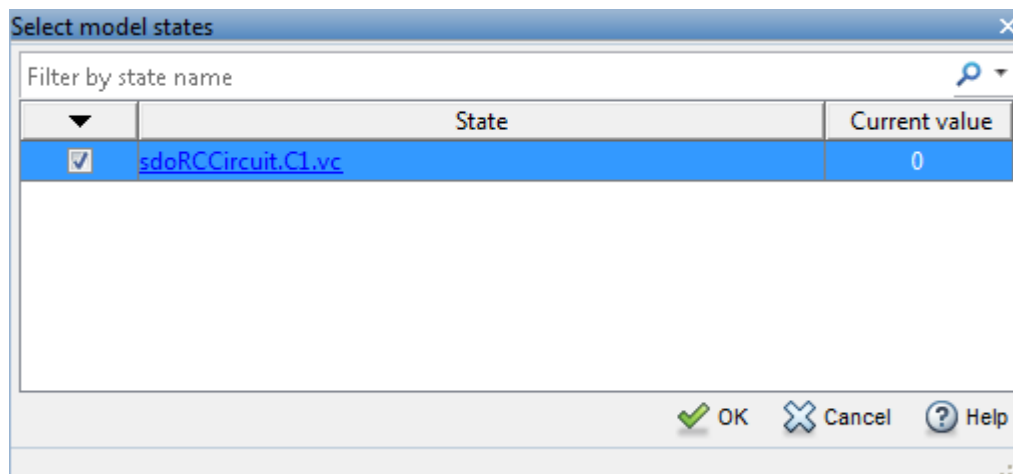 Select model states
Filter by state name
State Current value
sdoRCCircuit.C1.vc 0
OK Cancel Help